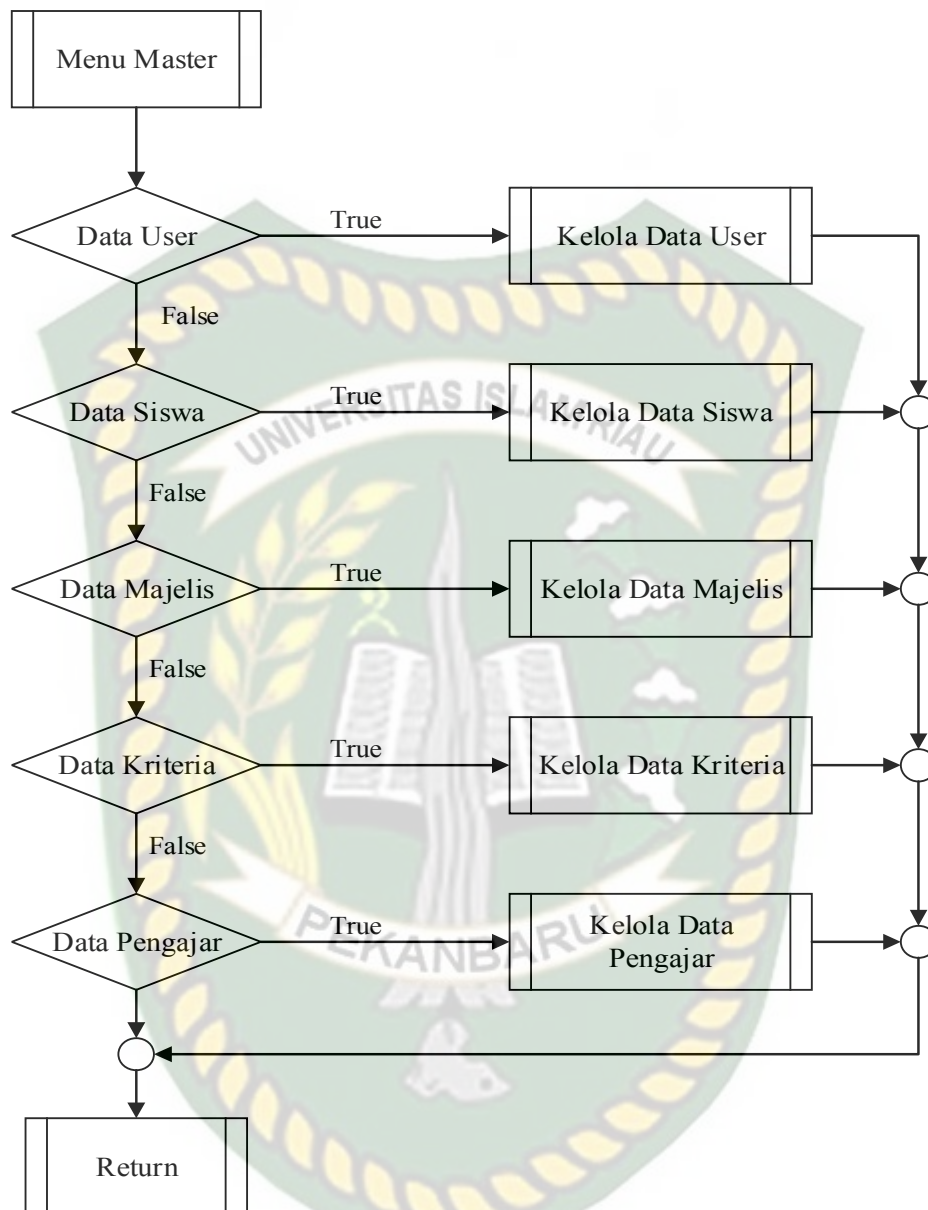 Menu Master
Data User
True
Kelola Data User
False
Data Siswa
True
Kelola Data Siswa
UNIVERSITAS ISLAM RIAU
False
Data Majelis
True
Kelola Data Majelis
False
Data Kriteria
True
Kelola Data Kriteria
False
Data Pengajar
True
Kelola Data
Pengajar
PEKANBARU
Return